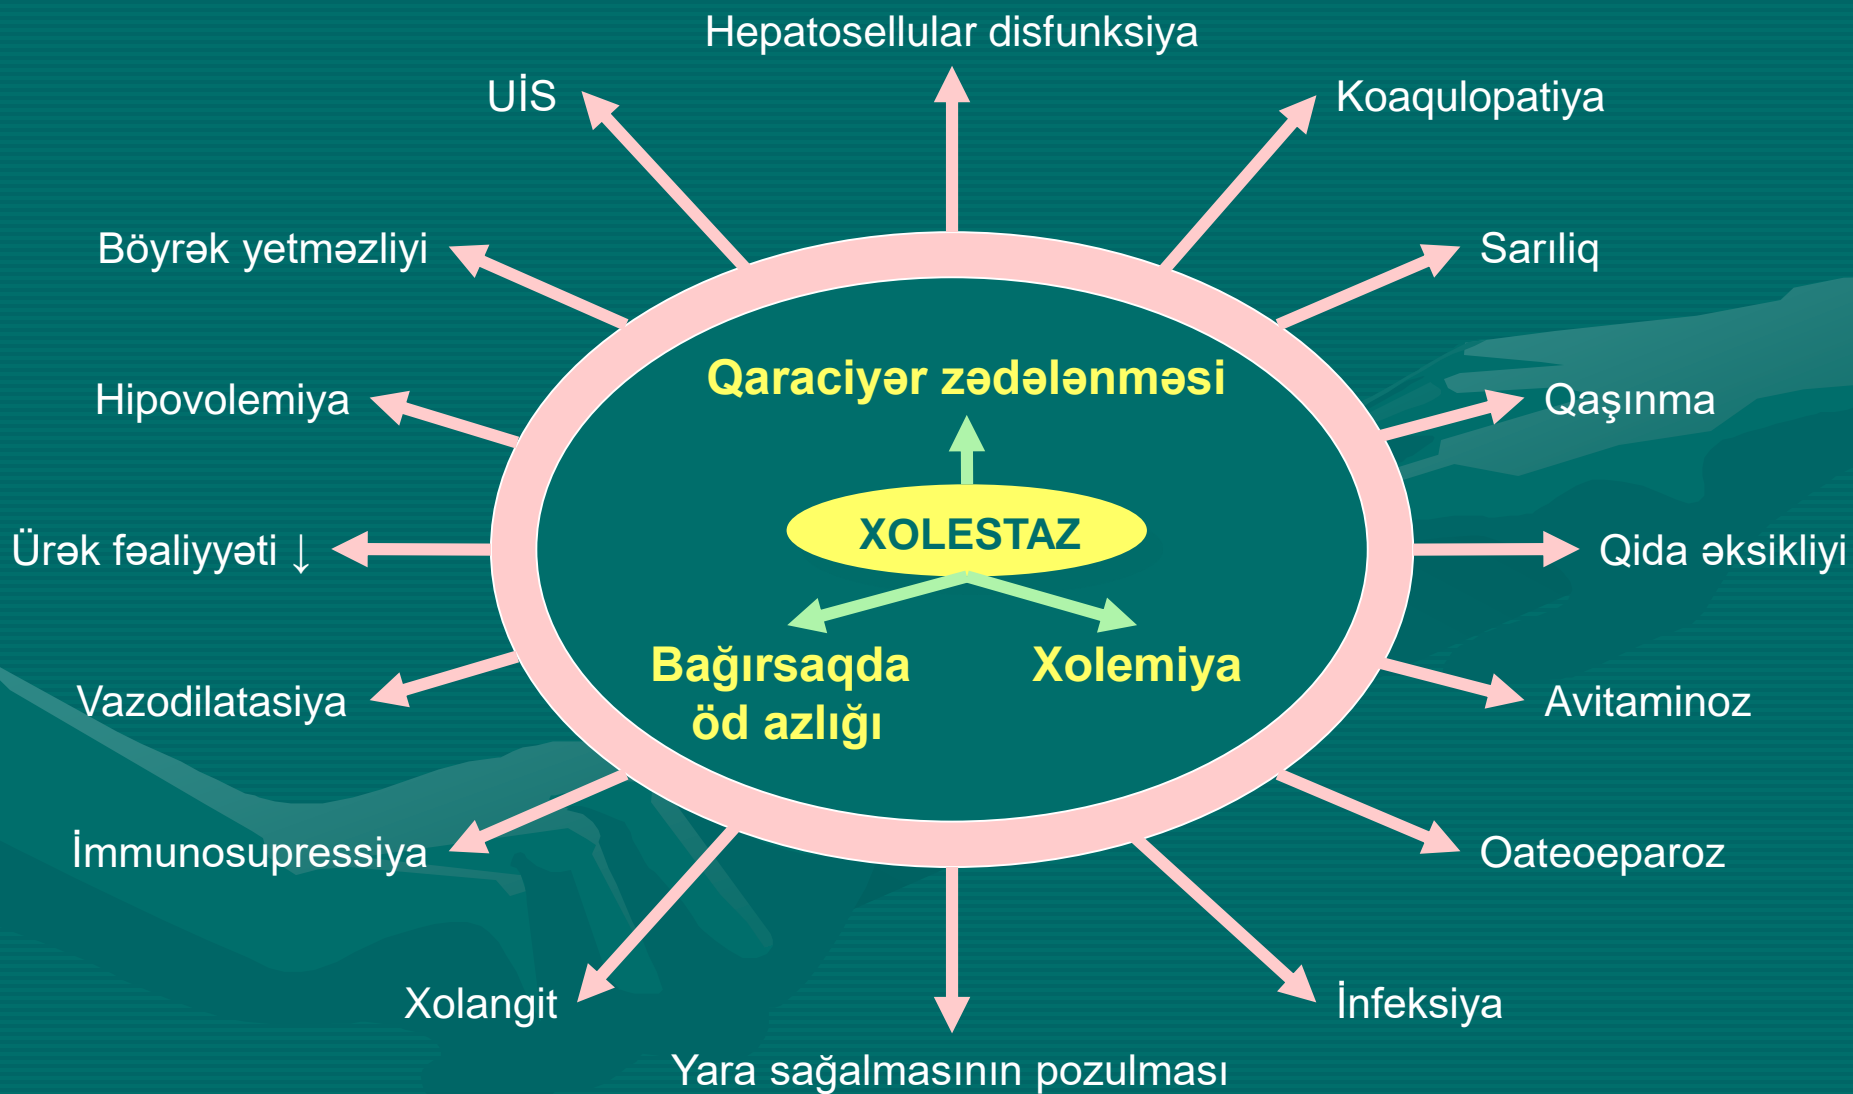 Hepatosellular disfunksiya
UİS
Koaqulopatiya
Böyrək yetməzliyi
Sarıliq
Qaraciyər zədələnməsi
Hipovolemiya
Qaşınma
XOLESTAZ
Ürək fəaliyyəti ↓
Qida əksikliyi
Bağırsaqda
öd azlığı
Xolemiya
Vazodilatasiya
Avitaminoz
İmmunosupressiya
Oateoeparoz
Xolangit
İnfeksiya
Yara sağalmasının pozulması